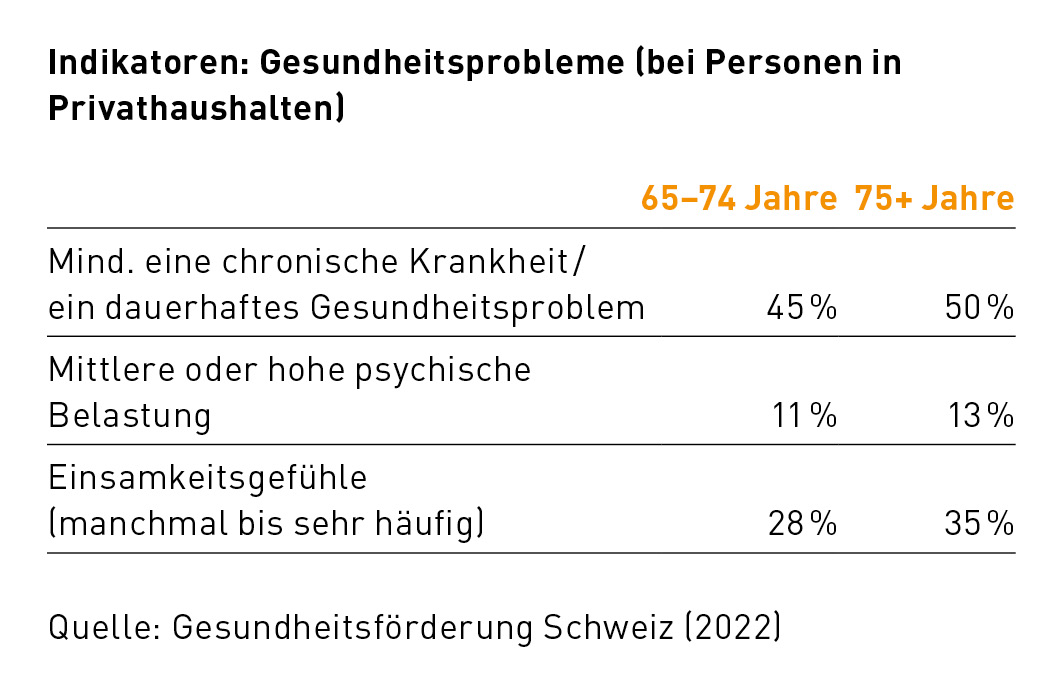 Indikatoren: Gesundheitsprobleme (bei Personen in
Privathaushalten)
65–74 Jahre 75+ Jahre
Mind. eine chronische Krankheit/
ein dauerhaftes Gesundheitsproblem 45 % 50 %
Mittlere oder hohe psychische
Belastung 11 % 13 %
Einsamkeitsgefühle
(manchmal bis sehr häufig) 28 % 35 %
Quelle: Gesundheitsförderung Schweiz (2022)